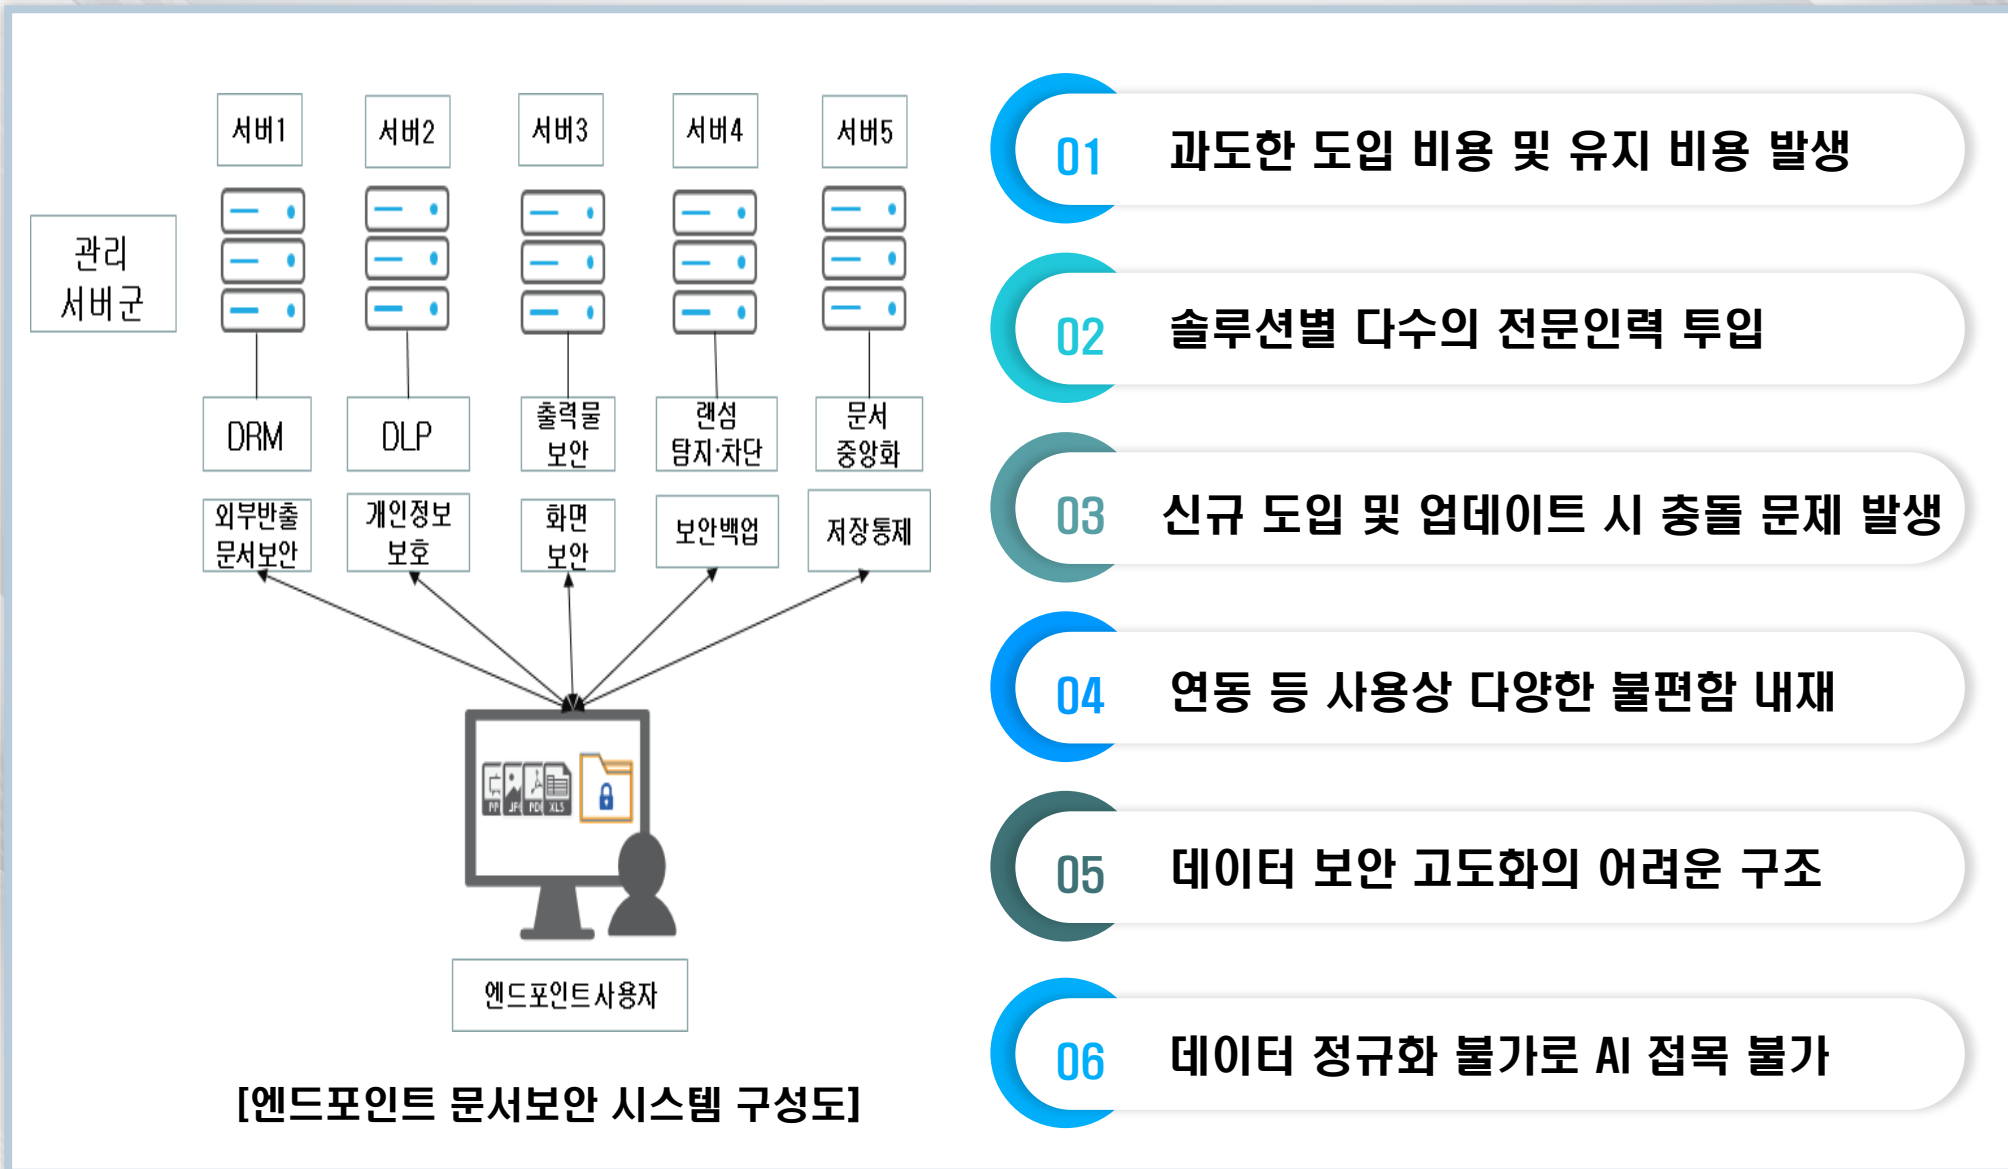 서버1
서버2
서버3
서버4
서버5
관리
서버군
DRM
DLP
출력물
보안
랜섬
탐지·차단
문서
중앙화
외부반출
문서보안
개인정보
보호
화면
보안
보안백업
저장통제
XLS
엔드포인트사용자
[엔드포인트 문서보안 시스템 구성도]
01 과도한 도입 비용 및 유지 비용 발생
02 솔루션별 다수의 전문인력 투입
03 신규 도입 및 업데이트 시 충돌 문제 발생
04 연동 등 사용상 다양한 불편함 내재
05 데이터 보안 고도화의 어려운 구조
06 데이터 정규화 불가로 AI 접목 불가